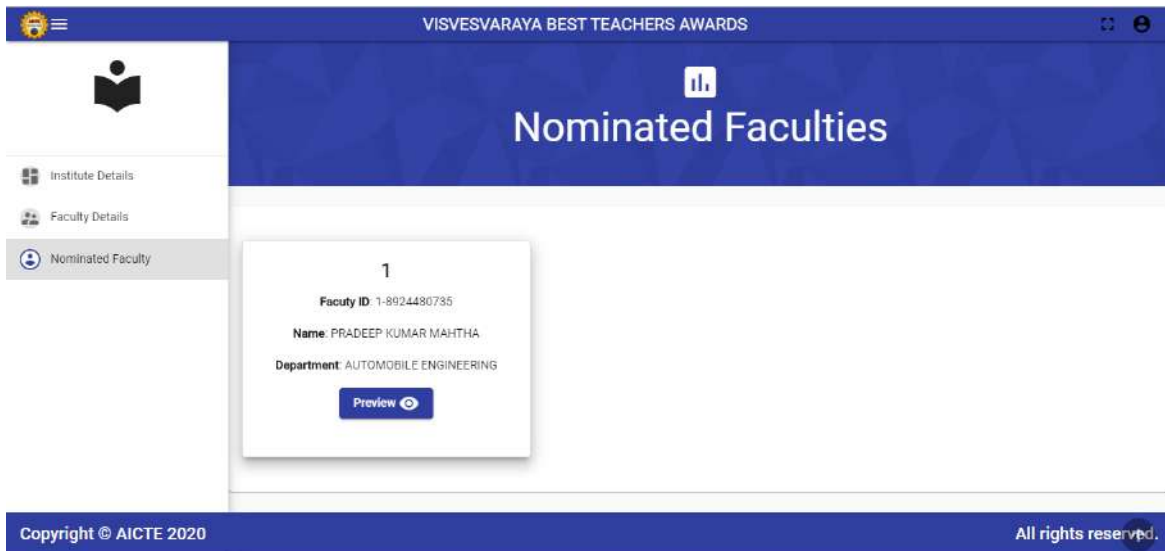 VISVESVARAYA BEST TEACHERS AWARDS
Nominated Faculties
Institute Details
Faculty Details
Nominated Faculty
1
Facuty ID: 1-8924480735
Name: PRADEEP KUMAR MAHTHA
Department: AUTOMOBILE ENGINEERING
Preview
Copyright © AICTE 2020
All rights reserved.